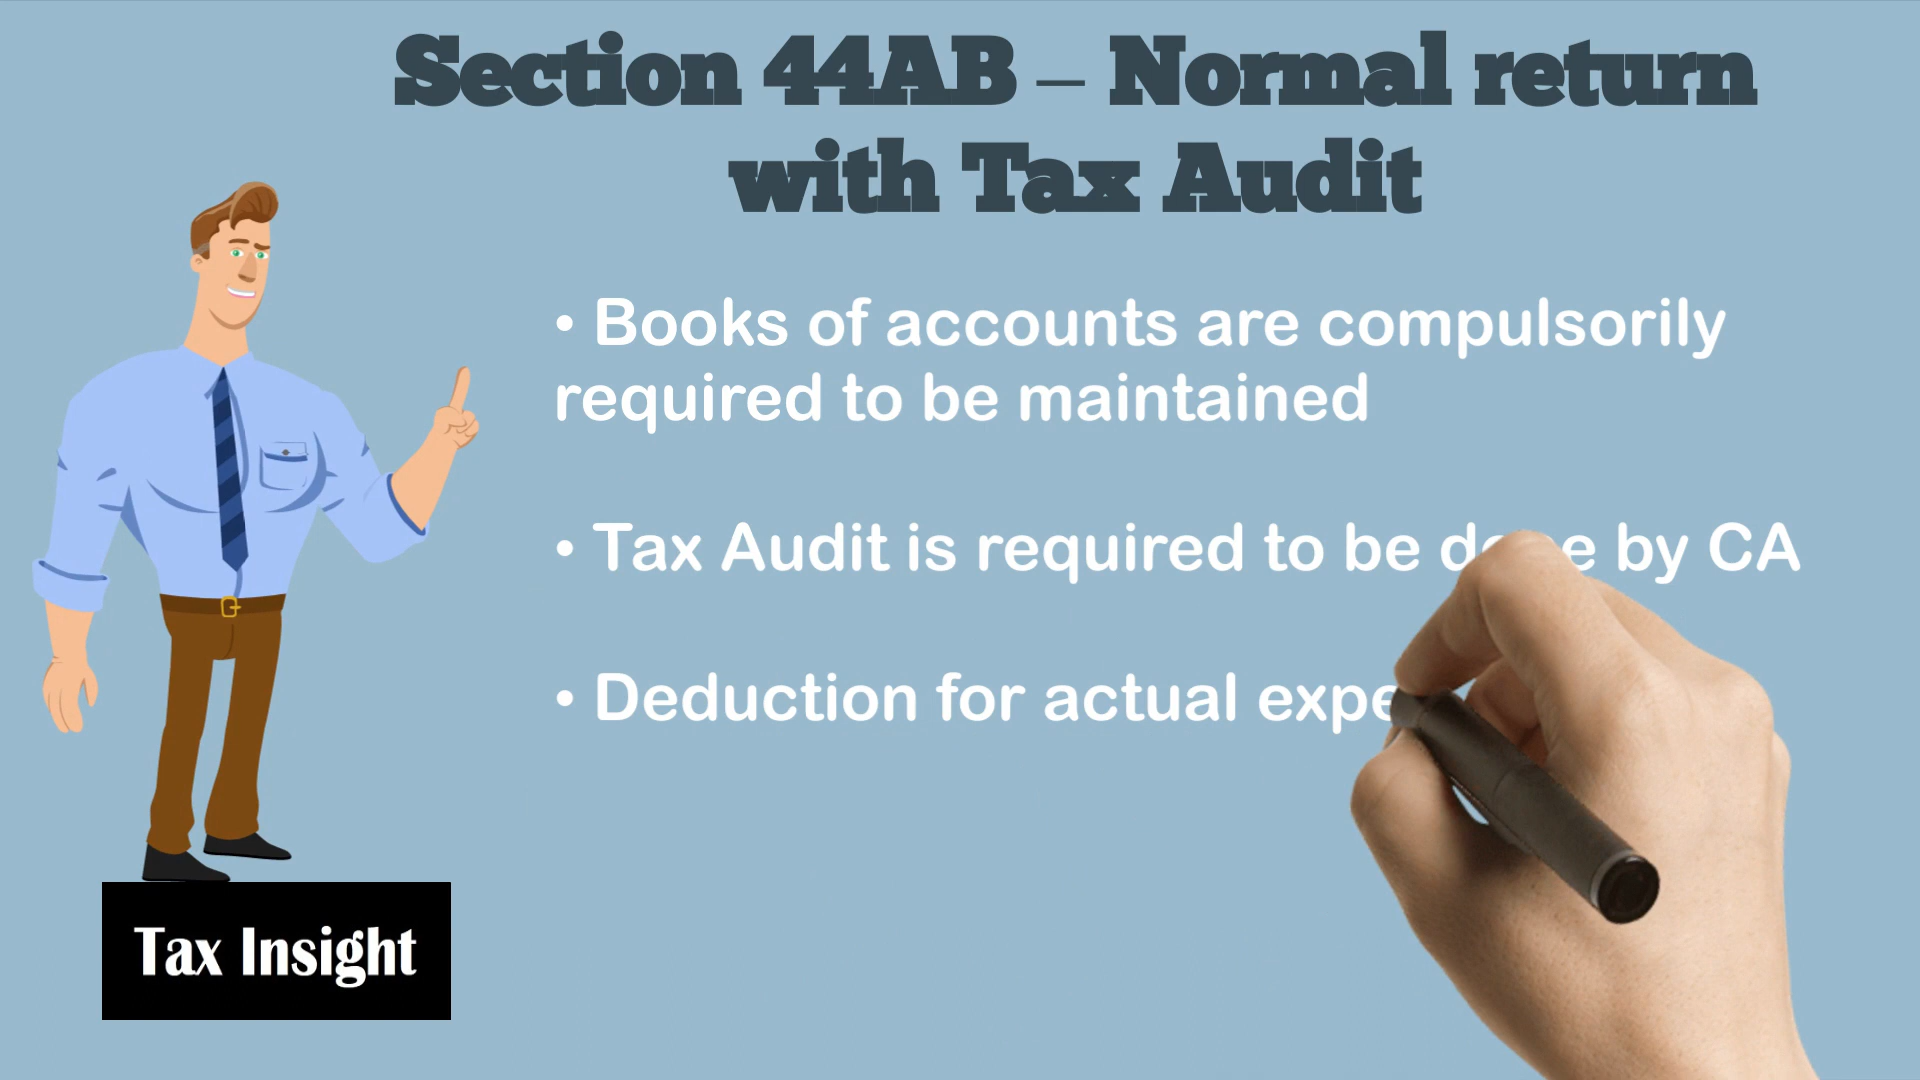 Section 44AB – Normal return
with Tax Audit
• Books of accounts are compulsorily
required to be maintained
• Tax Audit is required to be by CA
• Deduction for actual
Tax Insight